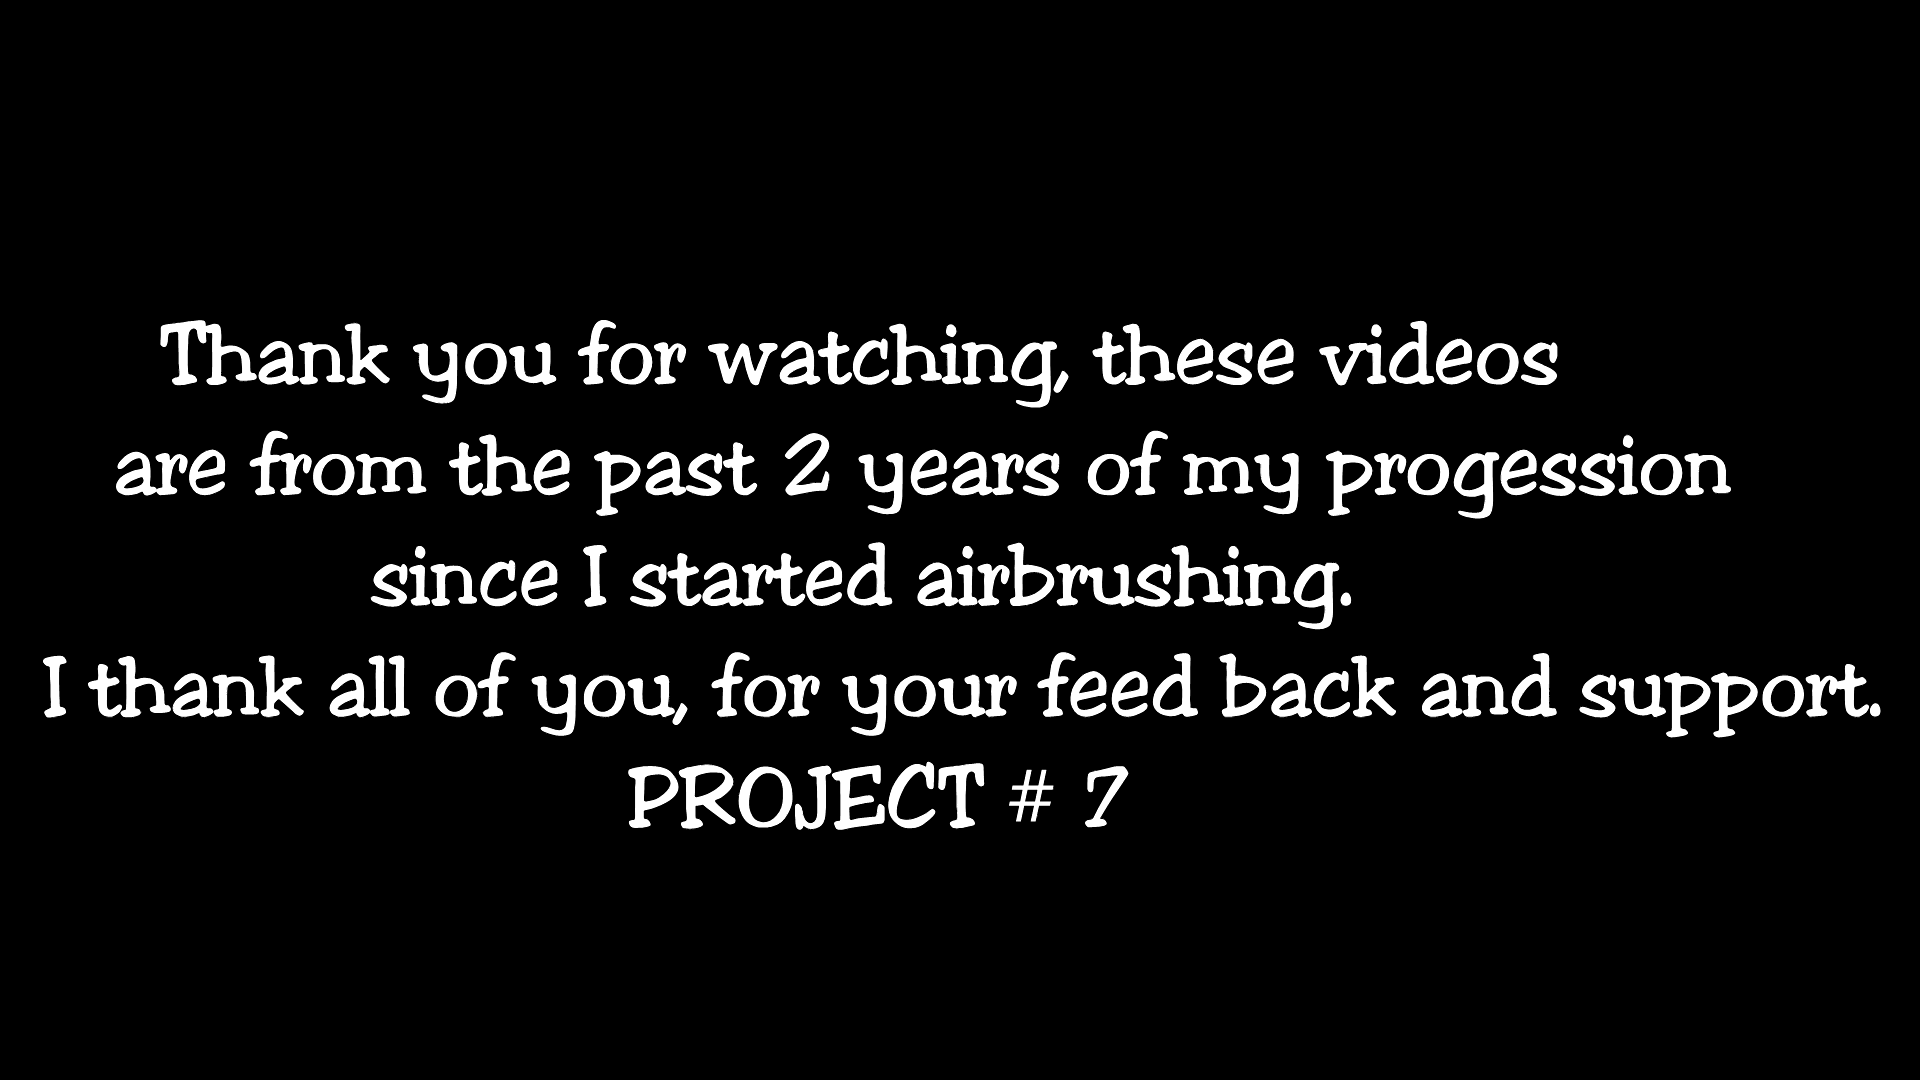 Thank you for watching, these videos
are from the past 2 years of my progession
since I started airbrushing.
I thank all of you, for your feed back and support.
PROJECT # 7